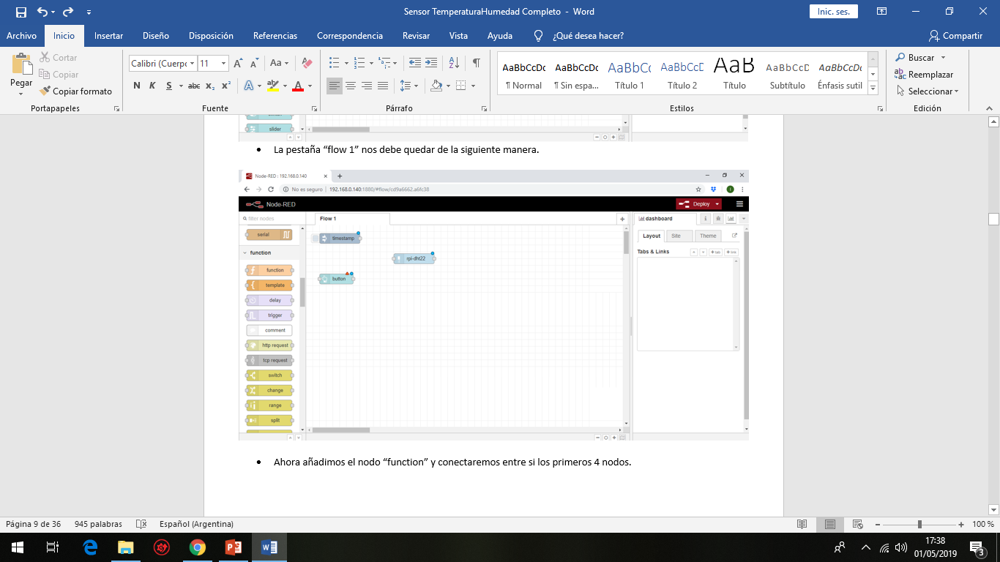 Sensor TemperaturaHumedad Completo - Word
Inic. ses.
Archivo Inicio Insertar Diseño Disposición Referencias Correspondencia Revisar Vista Ayuda ¿Qué desea hacer? Compartir
Pegar
Cortar
Copiar
Copiar formato
Portapapeles
Calibri (Cuerpo 11
Aa
N K S abc x₂ x²
Fuente
Párrafo
AaBbCcDc AaBbCcDc AaBbCc AaBbCcD AaB AaBbCcD AaBbCcDc
¶ Normal ¶ Sin espa... Título 1 Título 2 Título Subtítulo Énfasis sutil
Estilos
Buscar
Reemplazar
Seleccionar
Edición
slider
• La pestaña “flow 1” nos debe quedar de la siguiente manera.
Node-RED : 192.168.0.140
No es seguro | 192.168.0.140:1880/#flow/cd9a6662.a6fc38
Node-RED Deploy
filter nodes
Flow 1
dashboard
serial
function
function
template
delay
trigger
comment
http request
tcp request
switch
change
range
split
timestamp
rpi-dht22
button
Layout Site Theme
Tabs & Links
+ tab + link
• Ahora añadimos el nodo “function” y conectaremos entre si los primeros 4 nodos.
Página 9 de 36 945 palabras Español (Argentina) 100 %
17:38
01/05/2019
3